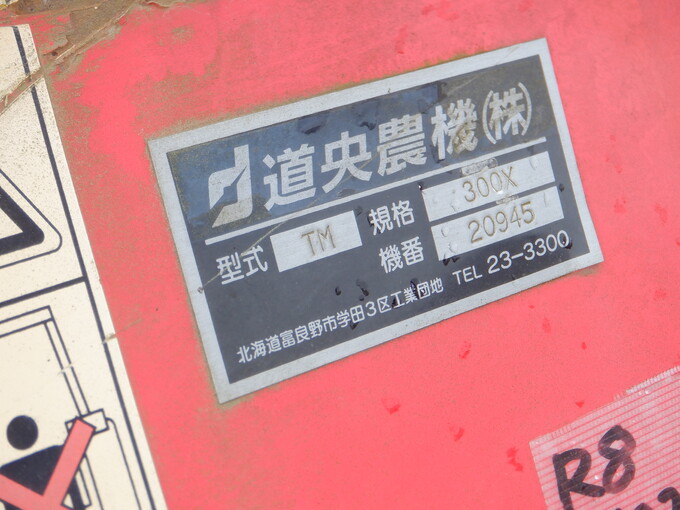 道央農機(株)
型式 TM 規格 300X
機番 20945
北海道富良野市学田3区工業団地 TEL 23-3300
R8